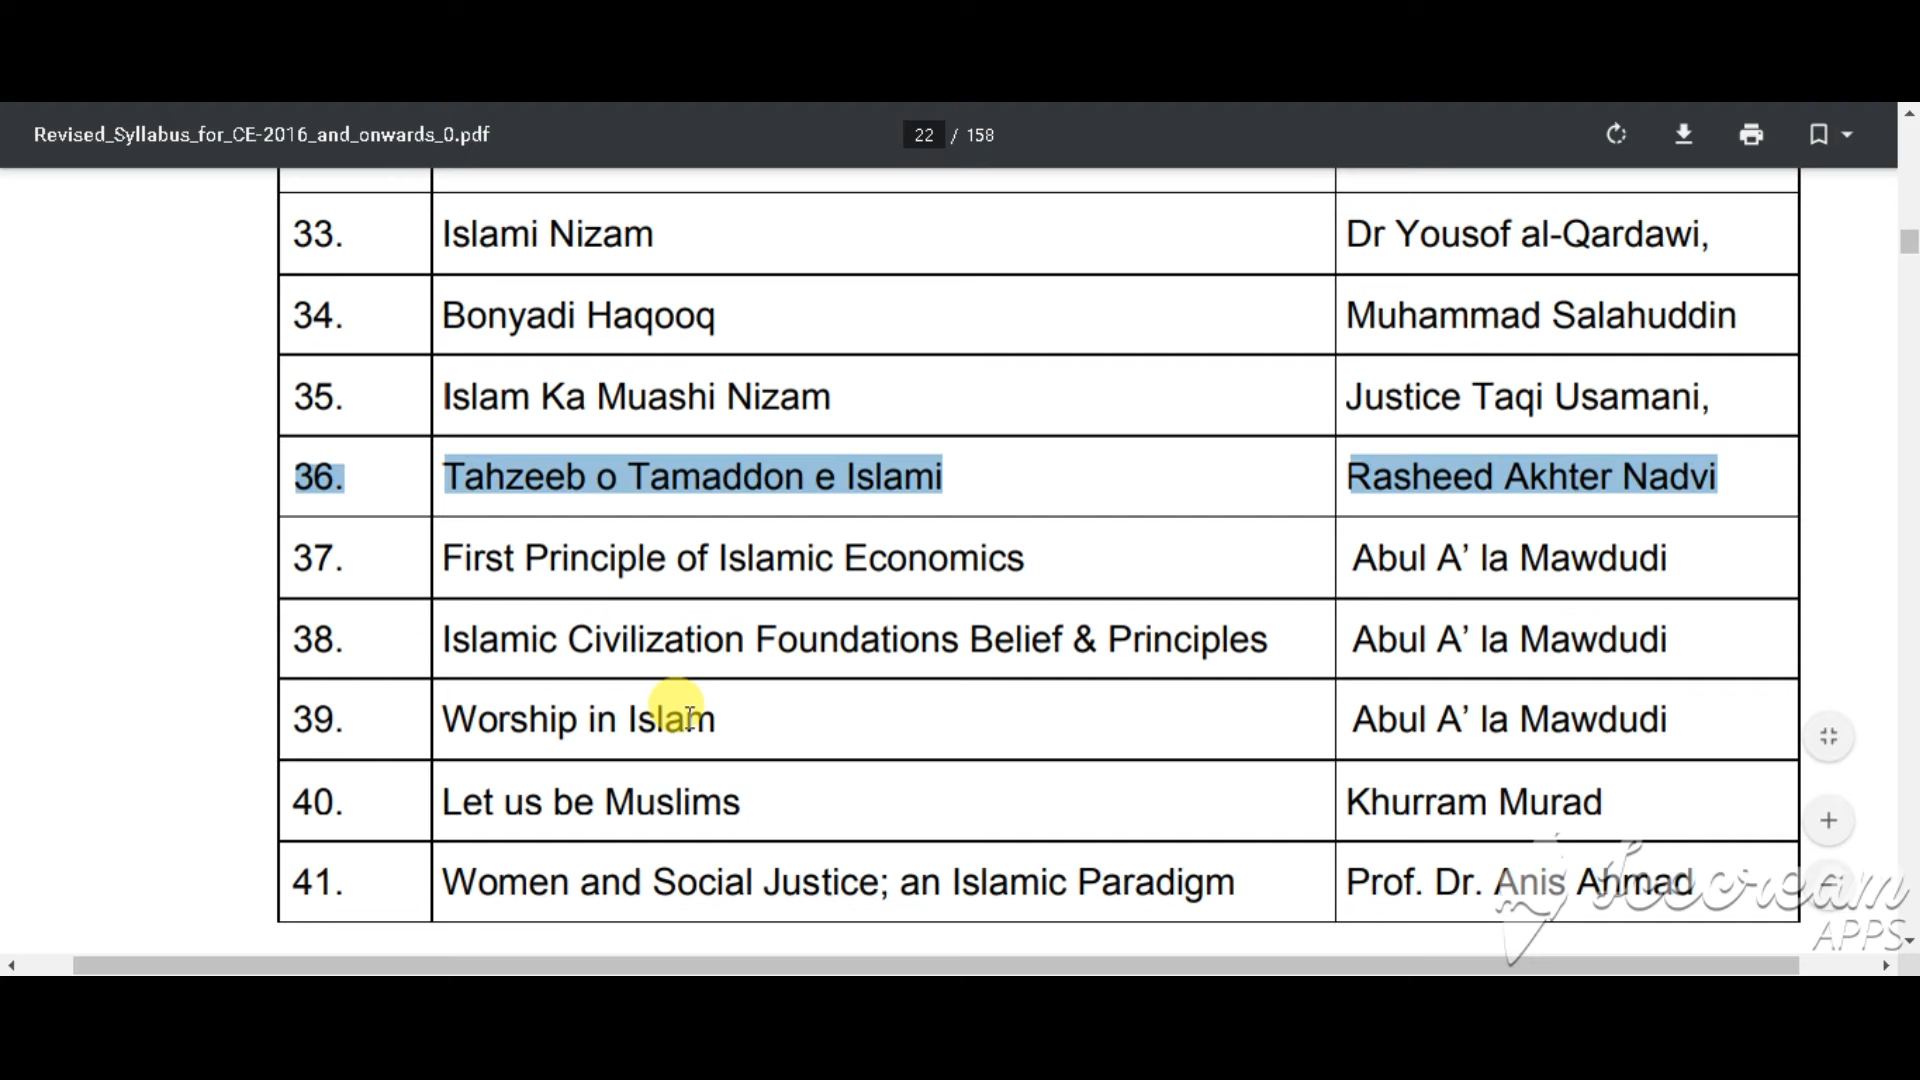 Revised_Syllabus_for_CE-2016_and_onwards_0.pdf 22 / 158
33. Islami Nizam Dr Yousof al-Qardawi,
34. Bonyadi Haqooq Muhammad Salahuddin
35. Islam Ka Muashi Nizam Justice Taqi Usamani,
36. Tahzeeb o Tamaddon e Islami Rasheed Akhter Nadvi
37. First Principle of Islamic Economics Abul A’ la Mawdudi
38. Islamic Civilization Foundations Belief & Principles Abul A’ la Mawdudi
39. Worship in Islam Abul A’ la Mawdudi
40. Let us be Muslims Khurram Murad
41. Women and Social Justice; an Islamic Paradigm Prof. Dr. Anis Ahmad
Icecream
APPS